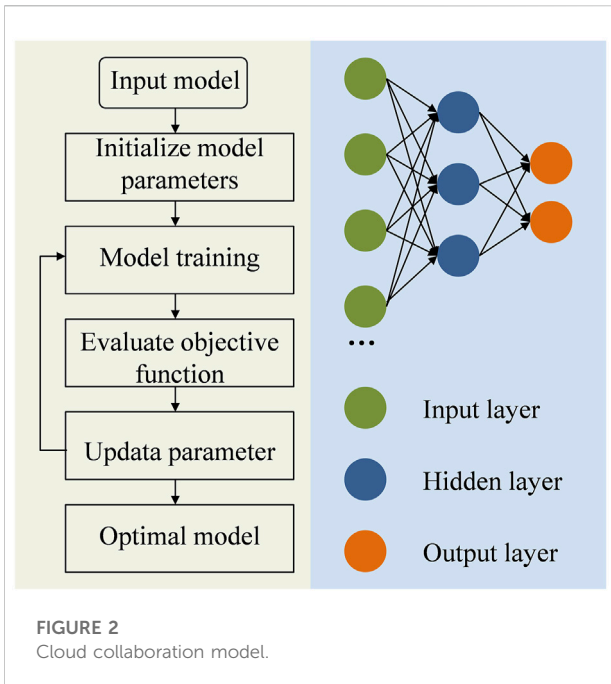 Input model
Initialize model
parameters
Model training
Evaluate objective
function
Updata parameter
Optimal model
...
Input layer
Hidden layer
Output layer
FIGURE 2
Cloud collaboration model.